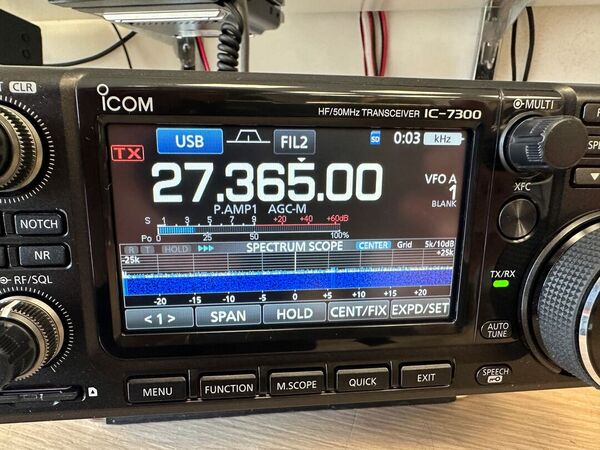 CLR
ICOM
HF/50MHz TRANSCEIVER IC-7300
MULTI
USB
FIL2
SD
0:03
kHz
TX
27.365.00
VFO A
1
BLANK
P.AMP1 AGC-M
S 1 3 5 7 9 +20 +40 +60dB
Po 0 25 50 100%
R T HOLD SPECTRUM SCOPE CENTER Grid 5k/10dB
-25k +25k
-20 -15 -10 -5 0 +5 +10 +15 +20
<1> SPAN HOLD CENT/FIX EXPD/SET
NOTCH
NR
RF/SQL
XFC
TX/RX
AUTO
TUNE
SPEECH
MENU FUNCTION M.SCOPE QUICK EXIT